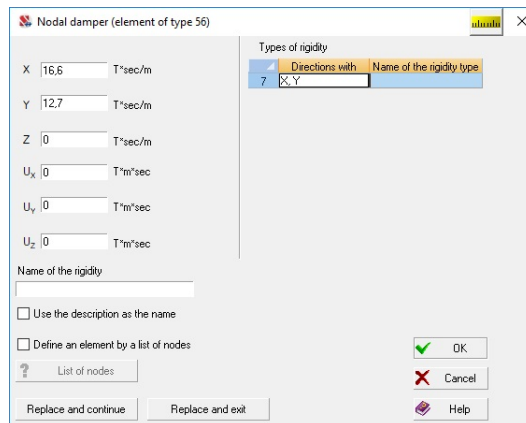 Nodal damper (element of type 56)
X 16,6 T*sec/m
Y 12,7 T*sec/m
Z 0 T*sec/m
UX 0 T*m*sec
UY 0 T*m*sec
UZ 0 T*m*sec
Types of rigidity
Directions with Name of the rigidity type
7 X, Y
Name of the rigidity
Use the description as the name
Define an element by a list of nodes
? List of nodes
Replace and continue Replace and exit
OK
Cancel
Help